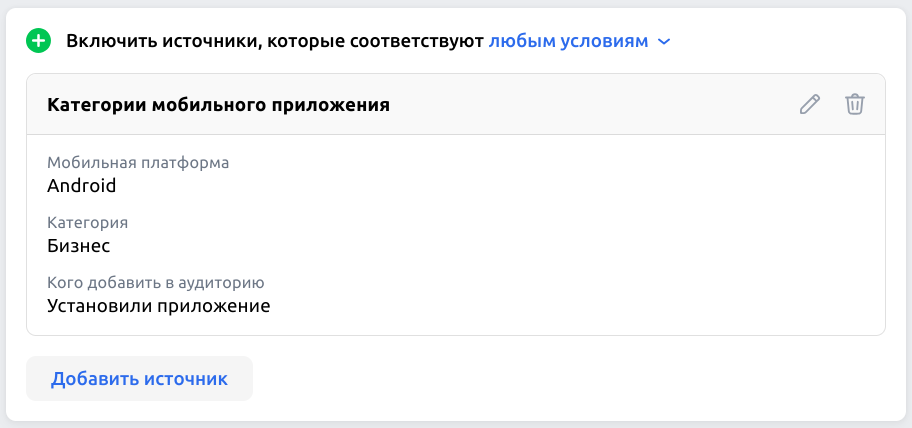 Включить источники, которые соответствуют любым условиям
Категории мобильного приложения
Мобильная платформа
Android
Категория
Бизнес
Кого добавить в аудиторию
Установили приложение
Добавить источник